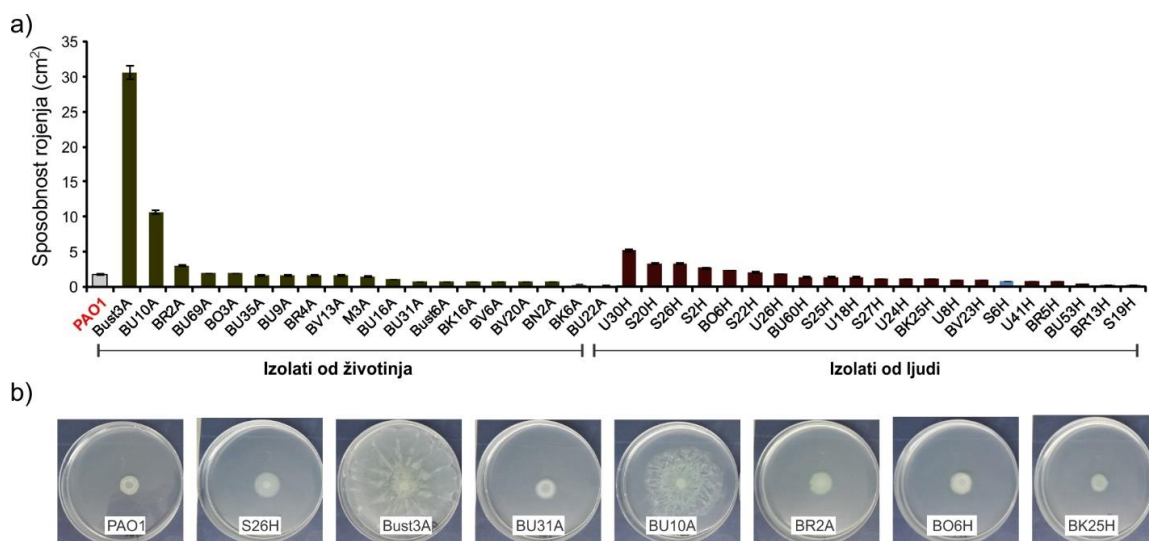 a)
Sposobnost rojenja (cm²)
35
30
25
20
15
10
5
0
PAO1
Bust3A
BU10A
BR2A
BU69A
BO3A
BU35A
BU9A
BR4A
BV13A
M3A
BU16A
BU31A
Bust6A
BK16A
BV6A
BV20A
BN2A
BK6A
BU22A
U30H
S20H
S26H
S2H
BO6H
S22H
U26H
BU60H
S25H
U18H
S27H
U24H
BK25H
U8H
BV23H
S6H
U41H
BR5H
BU53H
BR13H
S19H
Izolati od životinja
Izolati od ljudi
b)
PAO1
S26H
Bust3A
BU31A
BU10A
BR2A
BO6H
BK25H